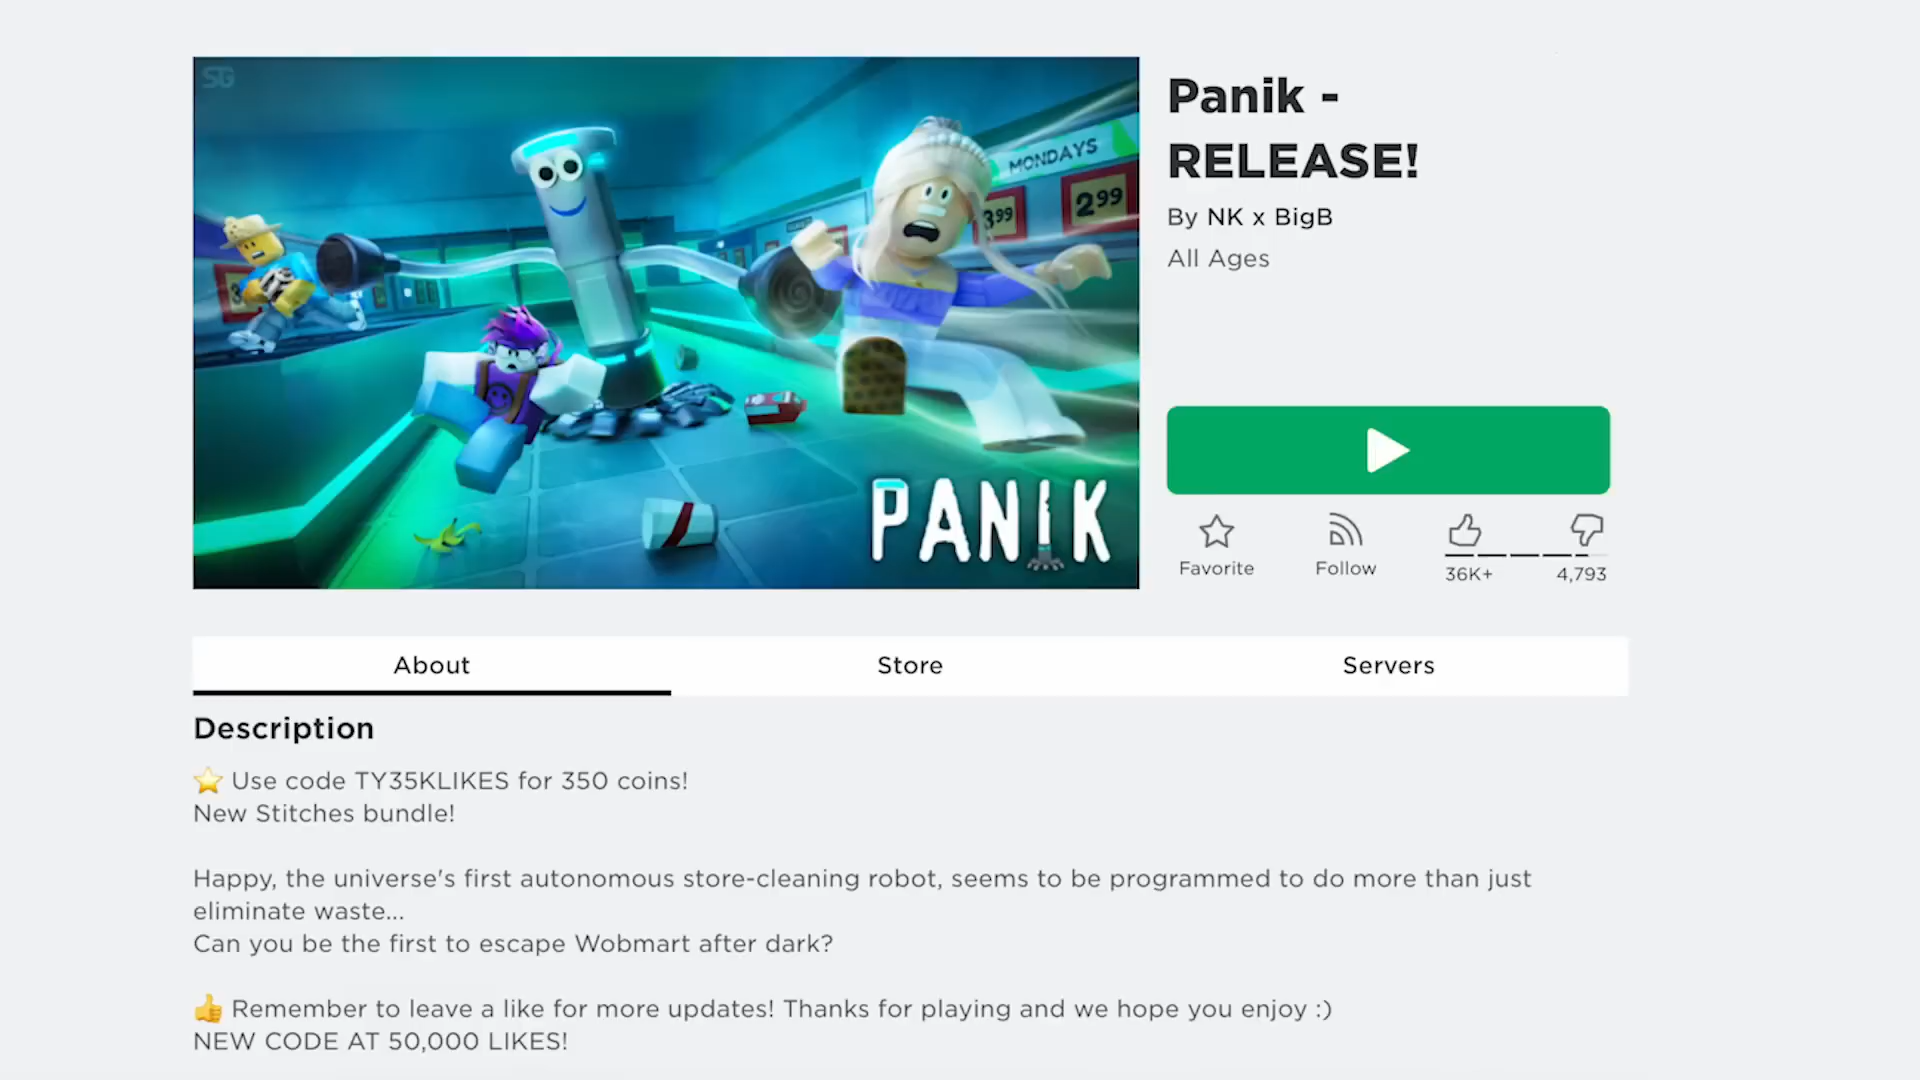 SG
MONDAYS
3.99
2.99
PANIK
Panik -
RELEASE!
By NK x BigB
All Ages
Favorite
Follow
36K+
4,793
About
Store
Servers
Description
⭐ Use code TY35KLIKES for 350 coins!
New Stitches bundle!
Happy, the universe's first autonomous store-cleaning robot, seems to be programmed to do more than just
eliminate waste...
Can you be the first to escape Wobmart after dark?
👍 Remember to leave a like for more updates! Thanks for playing and we hope you enjoy :)
NEW CODE AT 50,000 LIKES!